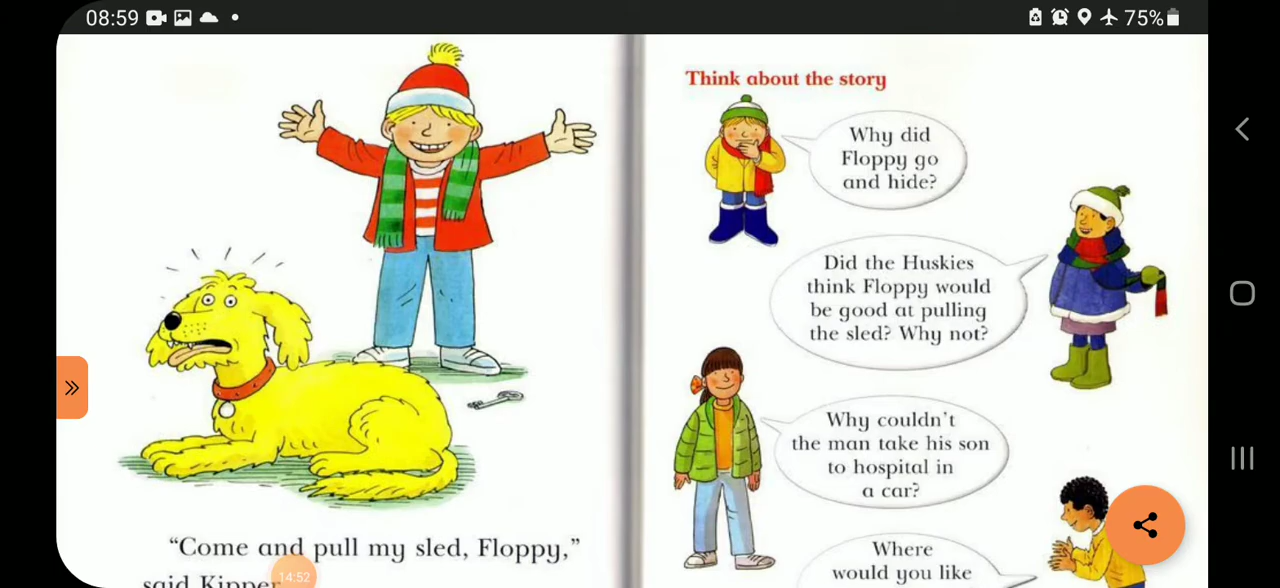 08:59
75%
"Come and pull my sled, Floppy,"
said Kipper
14:52
Think about the story
Why did
Floppy go
and hide?
Did the Huskies
think Floppy would
be good at pulling
the sled? Why not?
Why couldn't
the man take his son
to hospital in
a car?
Where
would you like